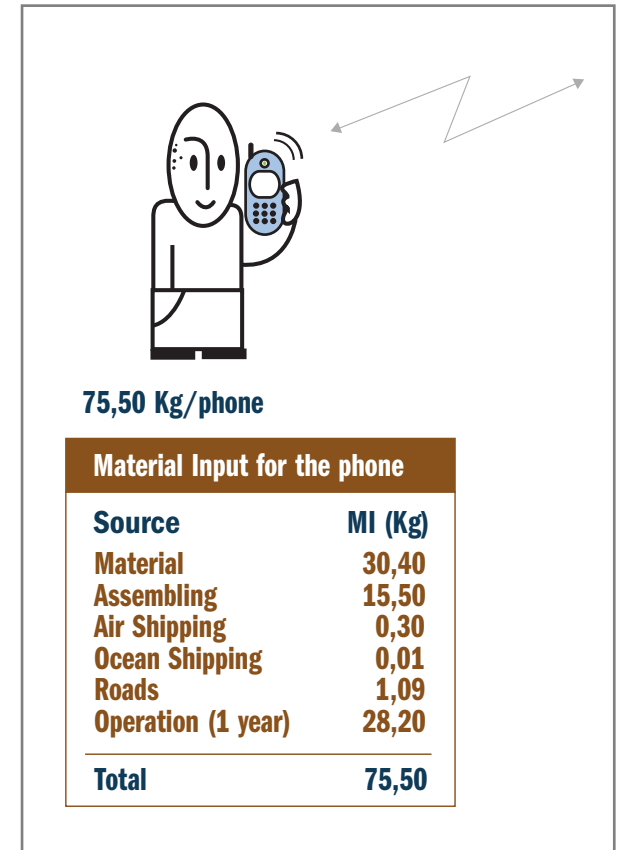 75,50 Kg/phone
Material Input for the phone
Source MI (Kg)
Material 30,40
Assembling 15,50
Air Shipping 0,30
Ocean Shipping 0,01
Roads 1,09
Operation (1 year) 28,20
Total 75,50